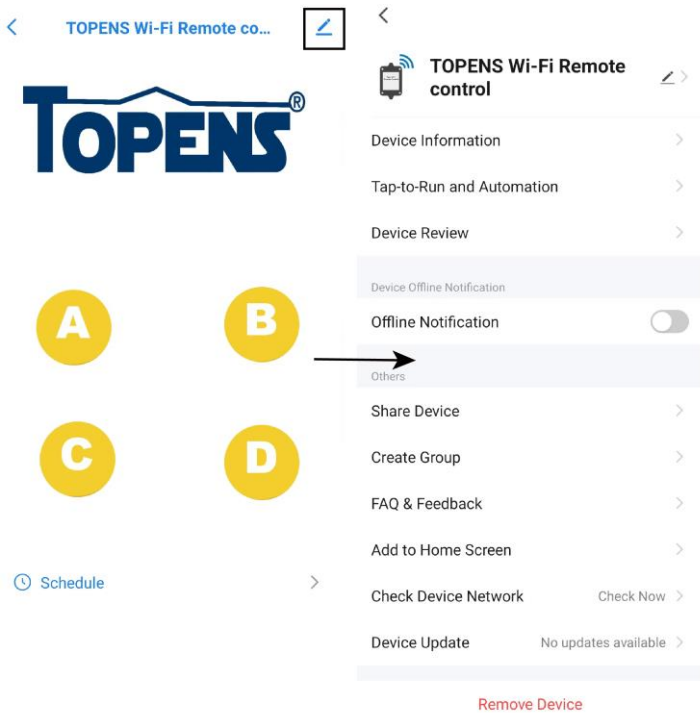 TOPENS Wi-Fi Remote co...
TOPENS®
A
B
C
D
Schedule
TOPENS Wi-Fi Remote
control
Device Information
Tap-to-Run and Automation
Device Review
Device Offline Notification
Offline Notification
Others
Share Device
Create Group
FAQ & Feedback
Add to Home Screen
Check Device Network Check Now
Device Update No updates available
Remove Device